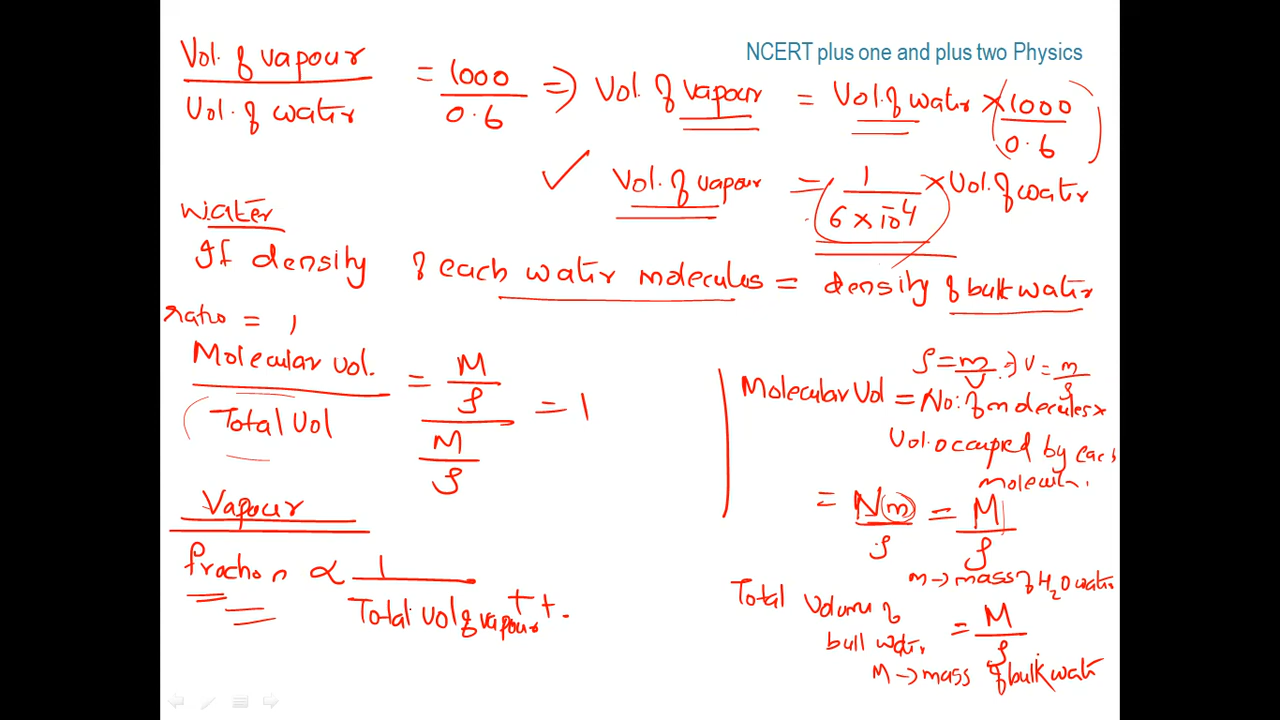 NCERT plus one and plus two Physics
Vol. of vapour / Vol. of water = 1000 / 0.6 => Vol. of vapour = Vol. of water × (1000 / 0.6)
✓ Vol. of vapour = 1 / (6 × 10^-4) × Vol. of water
water
If density of each water molecules = density of bulk water
ratio = 1
Molecular vol. / Total Vol = (M/ρ) / (M/ρ) = 1
Vapour
fraction ∝ 1 / Total vol of vapour ++.
ρ = m/V => V = m/ρ
Molecular Vol = No: of molecules ×
Vol. occupied by each
molecule.
= N(m)/ρ = M/ρ
m → mass of H2O water
Total Volume of
bulk water = M/ρ
M → mass of bulk water